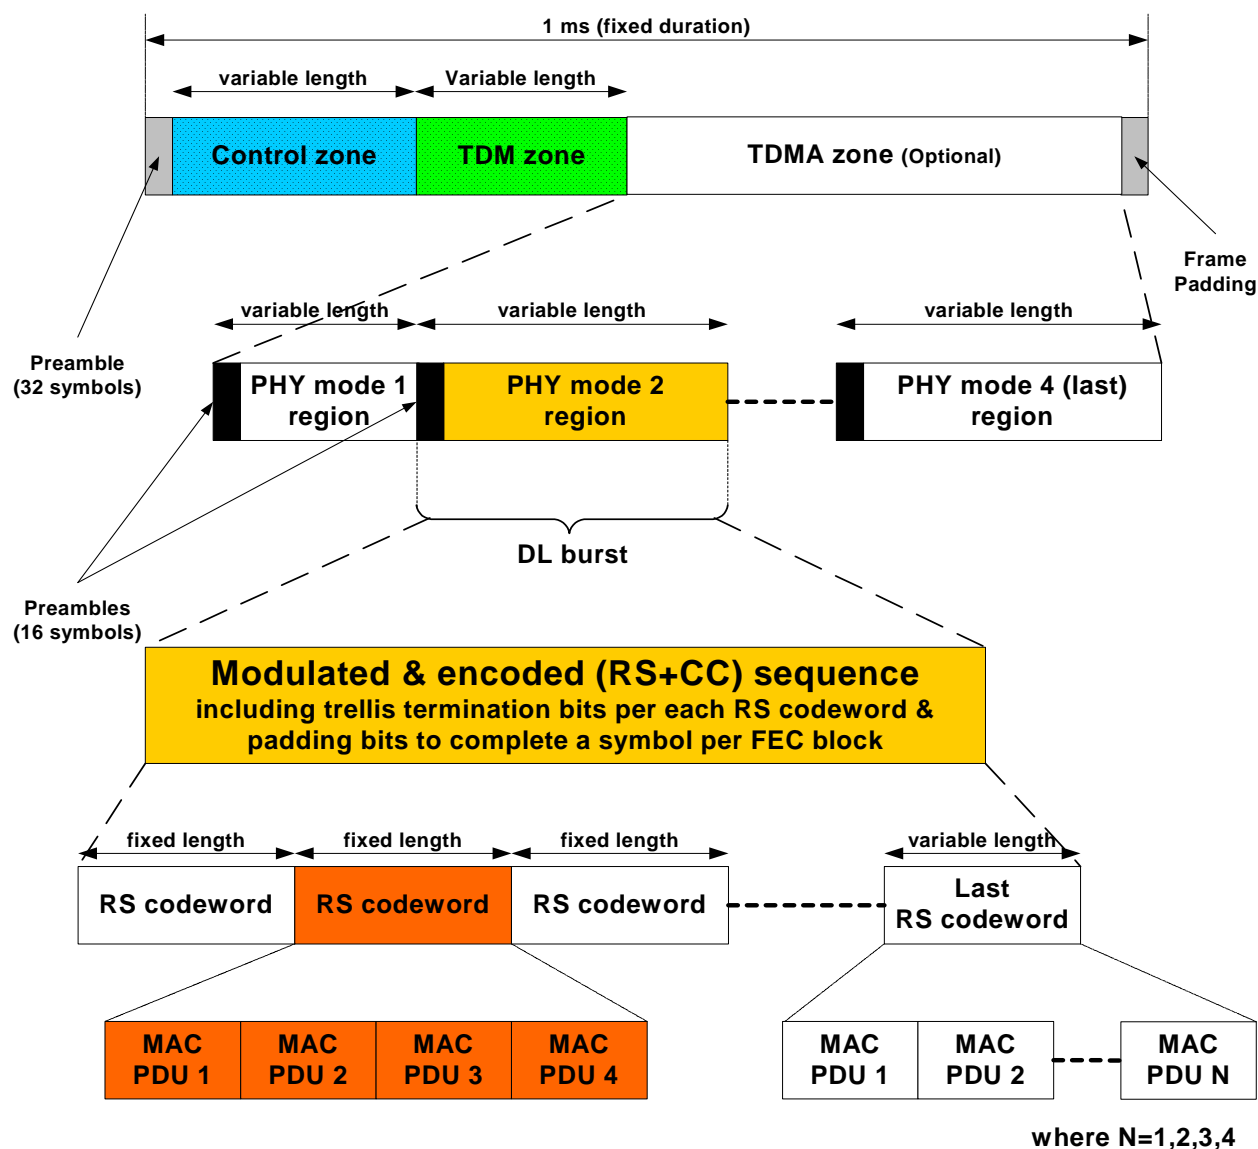 1 ms (fixed duration)
variable length
Variable length
Control zone
TDM zone
TDMA zone (Optional)
Frame
Padding
variable length
variable length
variable length
Preamble
(32 symbols)
PHY mode 1
region
PHY mode 2
region
PHY mode 4 (last)
region
DL burst
Preambles
(16 symbols)
Modulated & encoded (RS+CC) sequence
including trellis termination bits per each RS codeword &
padding bits to complete a symbol per FEC block
fixed length
fixed length
fixed length
variable length
RS codeword
RS codeword
RS codeword
Last
RS codeword
MAC
PDU 1
MAC
PDU 2
MAC
PDU 3
MAC
PDU 4
MAC
PDU 1
MAC
PDU 2
MAC
PDU N
where N=1,2,3,4